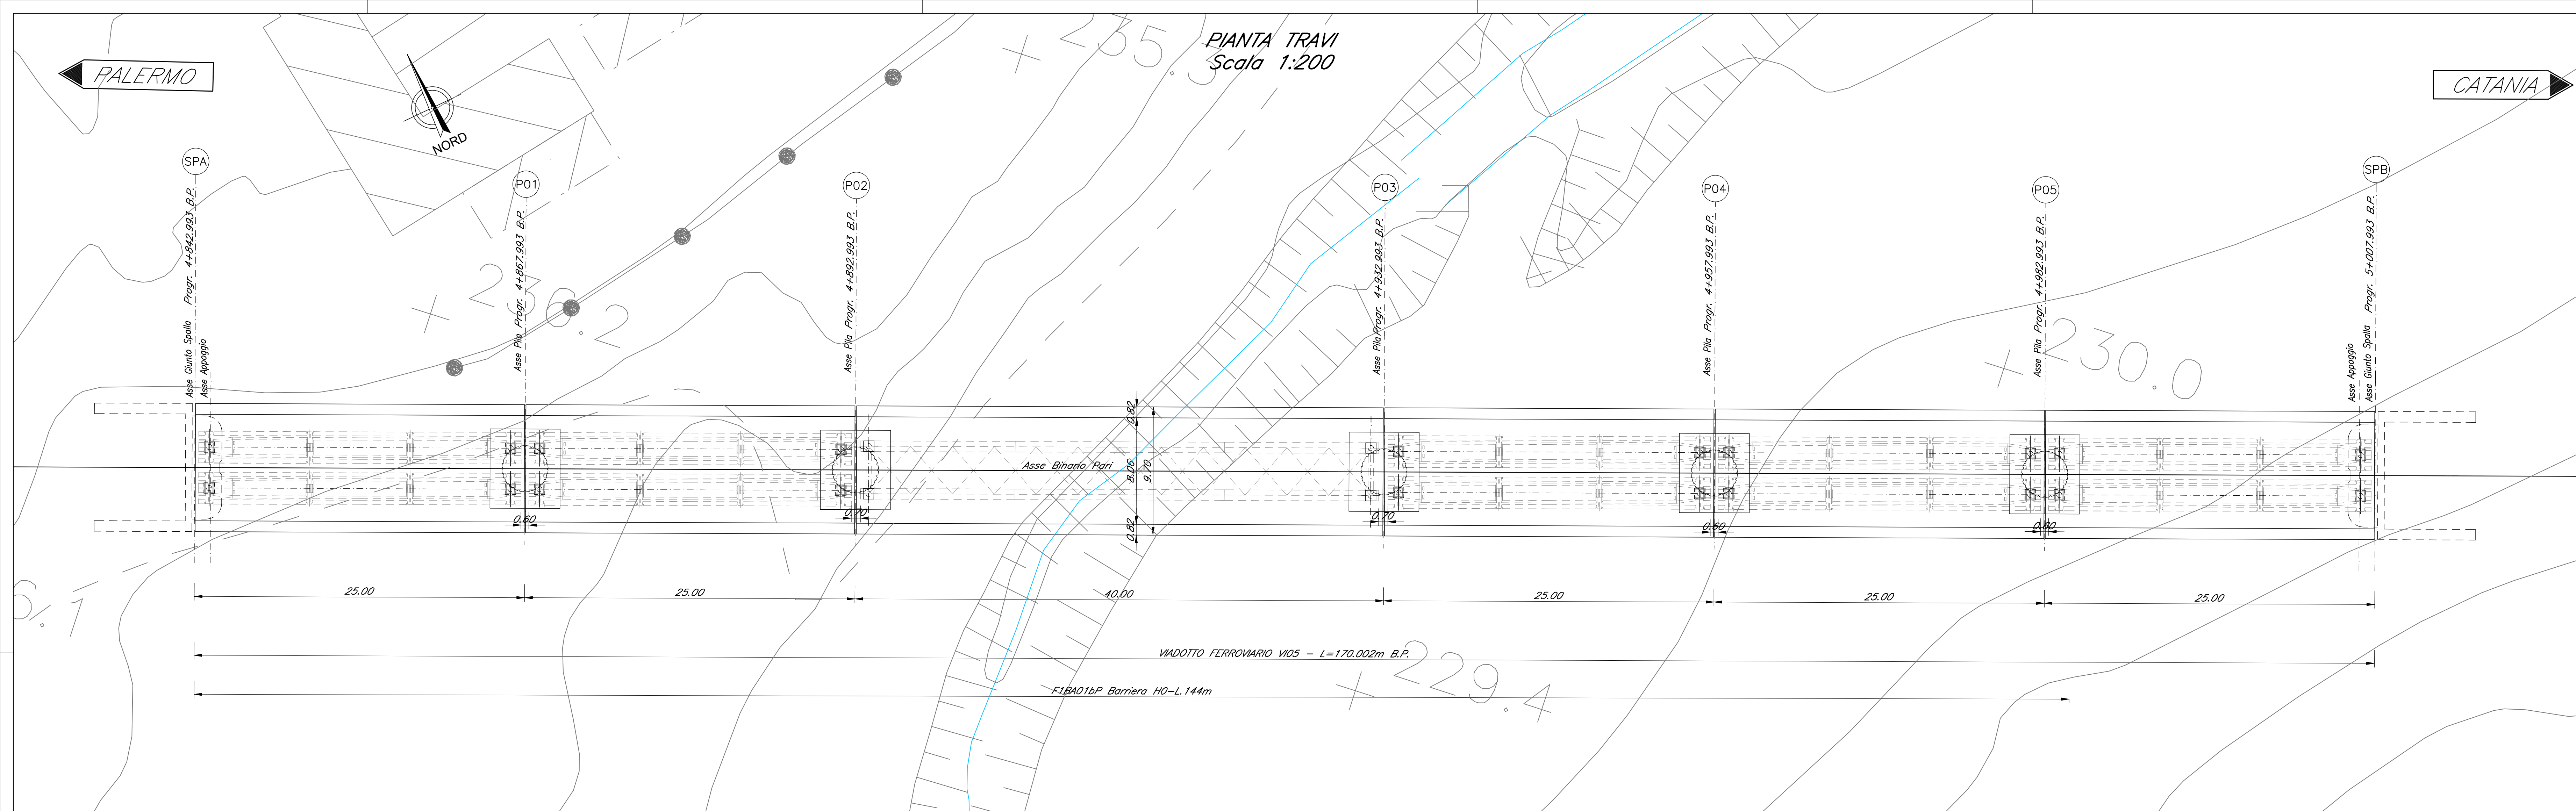 PIANTA TRAVI
Scala 1:200
PALERMO
CATANIA
NORD
235.3
236.2
230.0
229.4
6.1
SPA
P01
P02
P03
P04
P05
SPB
Asse Giunto Spalla Progr. 4+842.993 B.P.
Asse Appoggio
Asse Pila Progr. 4+867.993 B.P.
Asse Pila Progr. 4+892.993 B.P.
Asse Pila Progr. 4+932.993 B.P.
Asse Pila Progr. 4+957.993 B.P.
Asse Pila Progr. 4+982.993 B.P.
Asse Appoggio
Asse Giunto Spalla Progr. 5+007.993 B.P.
Asse Binario Pari
0.82
8.06
9.70
0.82
0.60
0.70
0.70
0.60
0.60
25.00
25.00
40.00
25.00
25.00
25.00
VIADOTTO FERROVIARIO VI05 - L=170.002m B.P.
F1BA01bP Barriera H0-L.144m